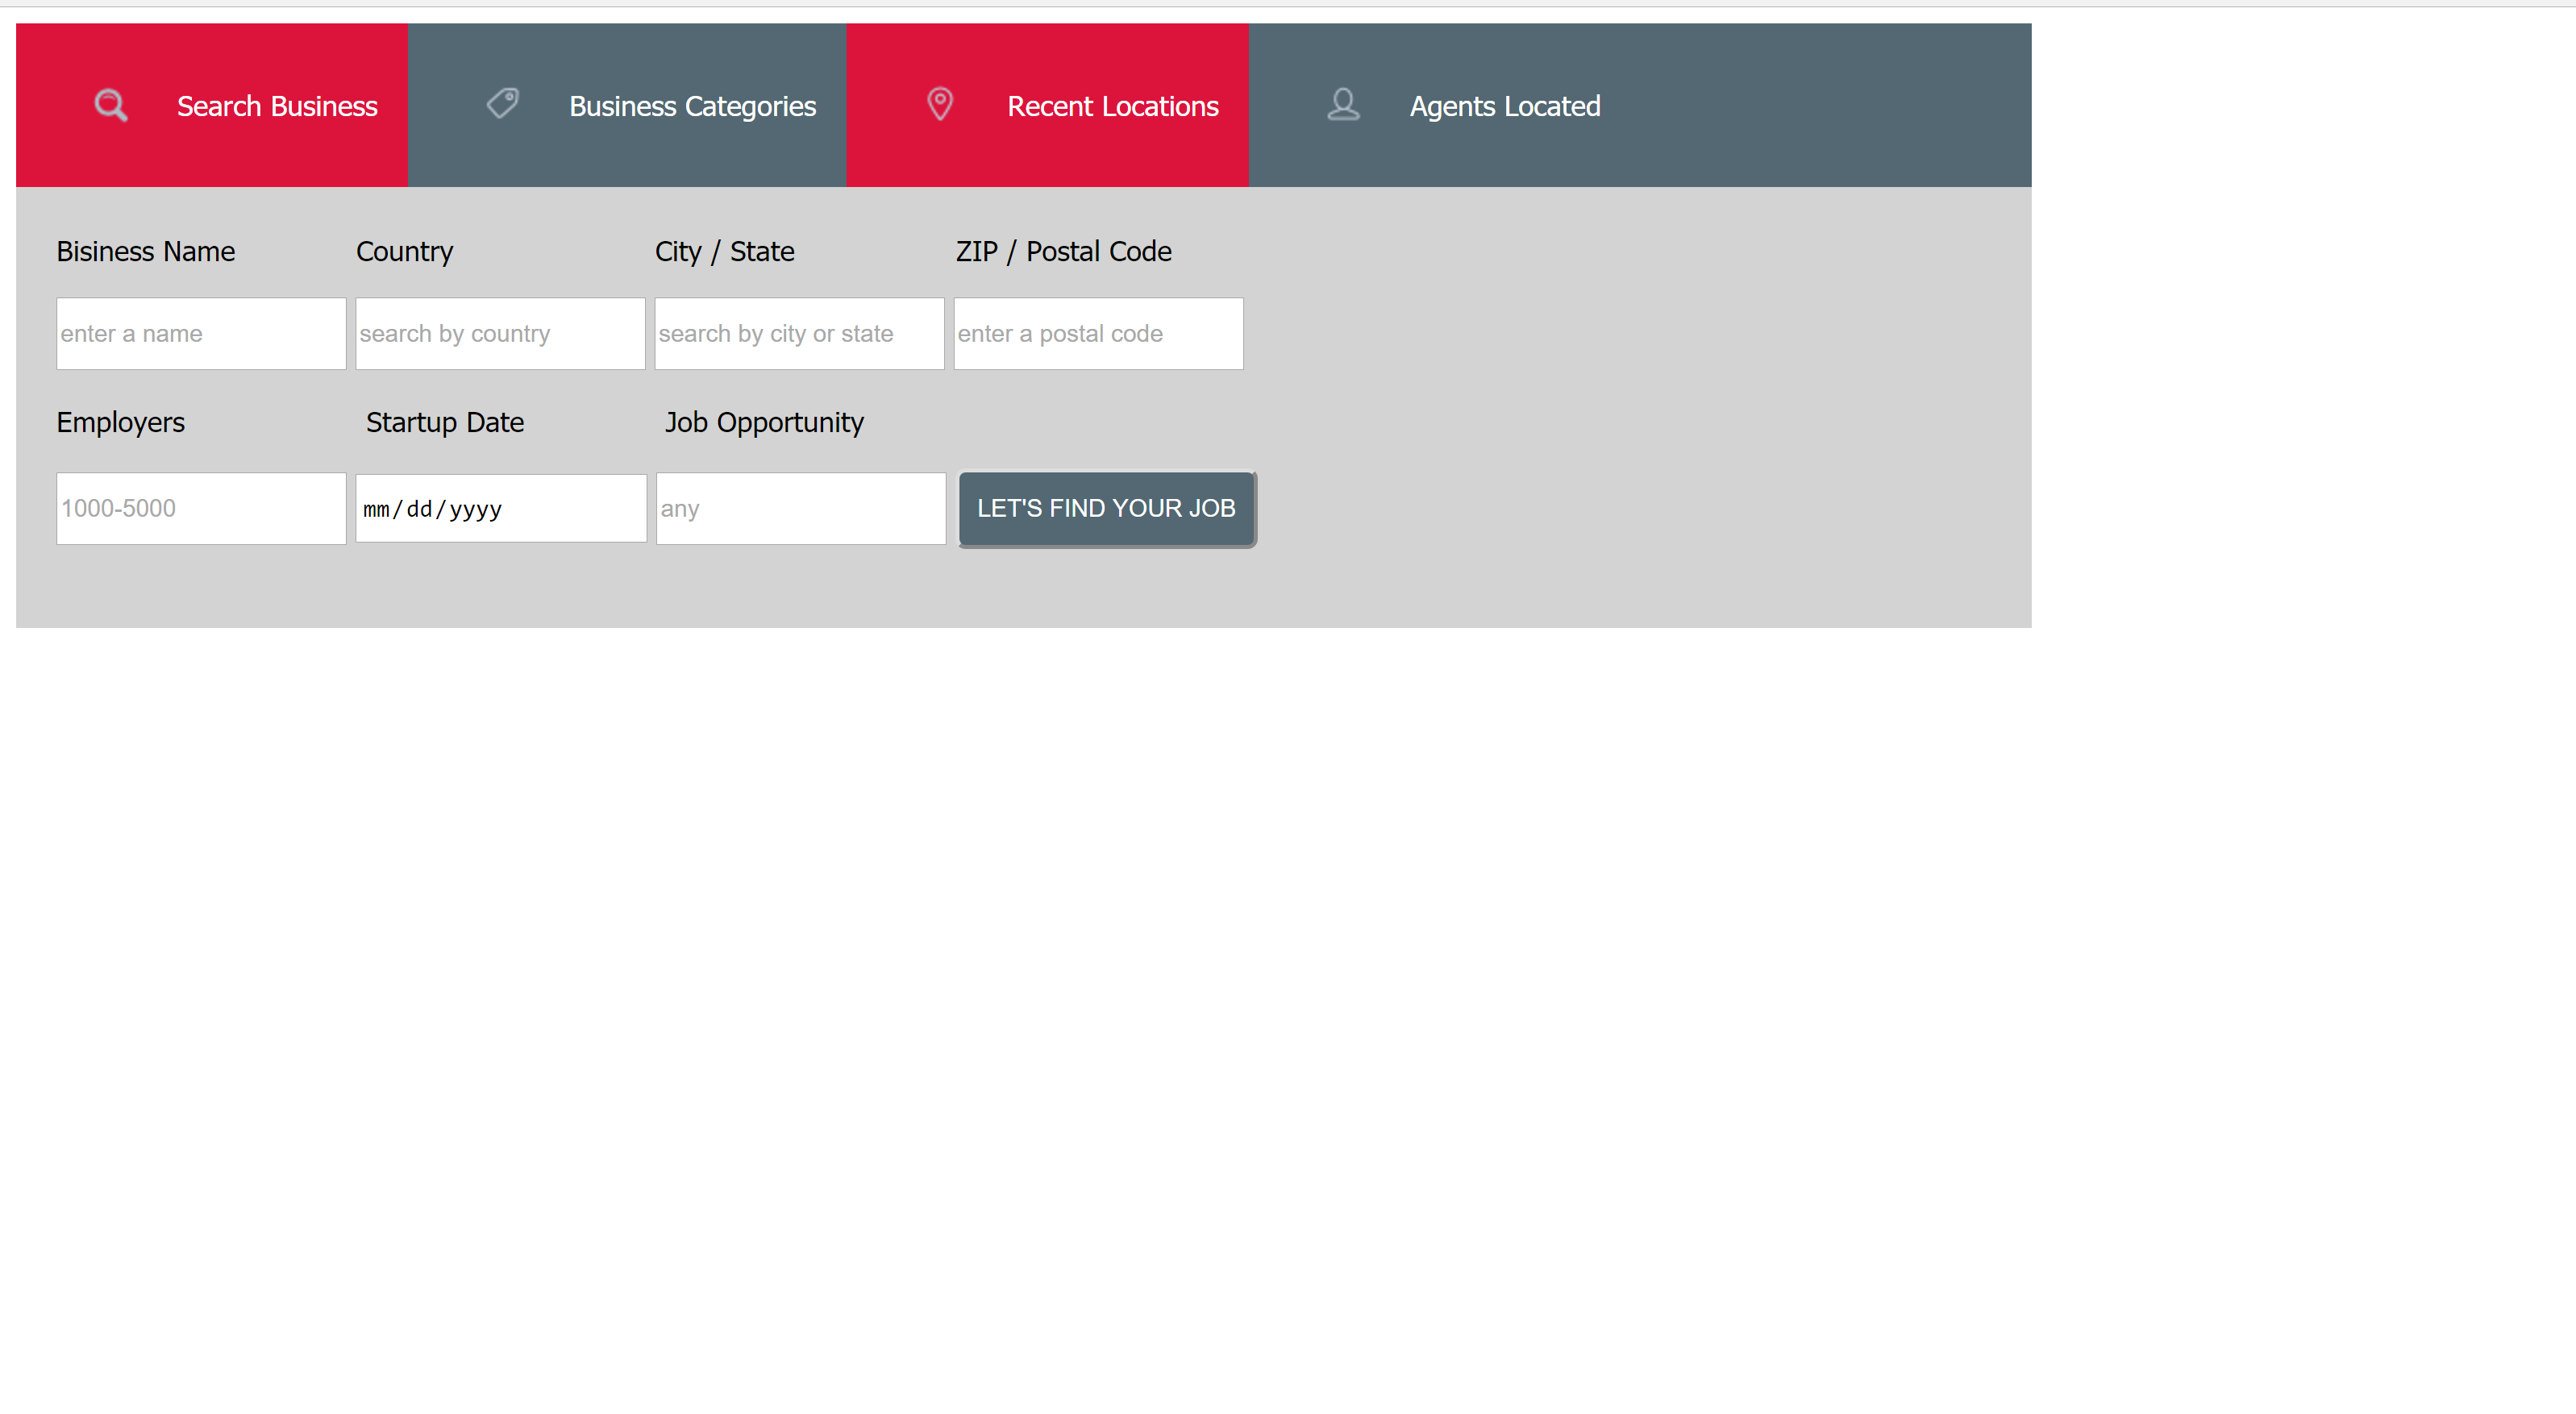 Search Business Business Categories Recent Locations Agents Located
Bisiness Name Country City / State ZIP / Postal Code
enter a name search by country search by city or state enter a postal code
Employers Startup Date Job Opportunity
1000-5000 mm/dd/yyyy any LET'S FIND YOUR JOB